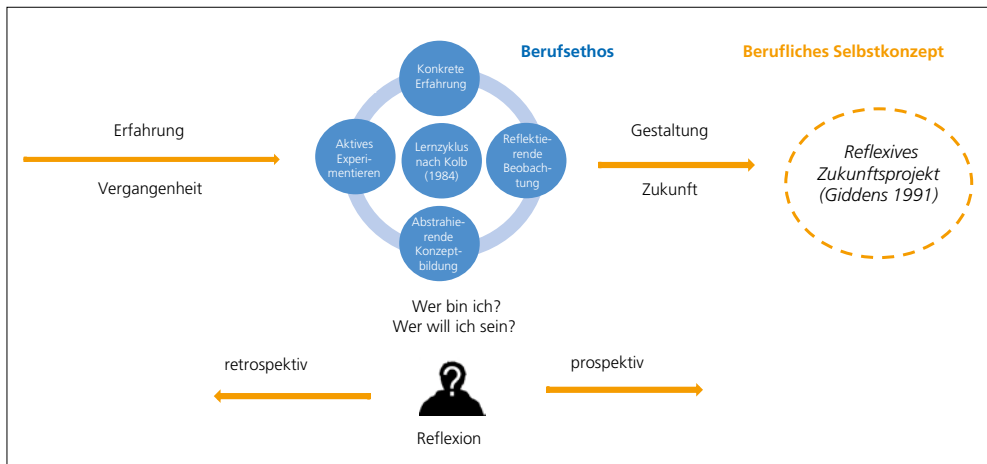 Berufsethos
Berufliches Selbstkonzept
Konkrete
Erfahrung
Erfahrung
Vergangenheit
Aktives
Experi-
mentieren
Lernzyklus
nach Kolb
(1984)
Reflektie-
rende
Beobach-
tung
Gestaltung
Zukunft
Reflexives
Zukunftsprojekt
(Giddens 1991)
Abstrahie-
rende
Konzept-
bildung
Wer bin ich?
Wer will ich sein?
retrospektiv
?
prospektiv
Reflexion